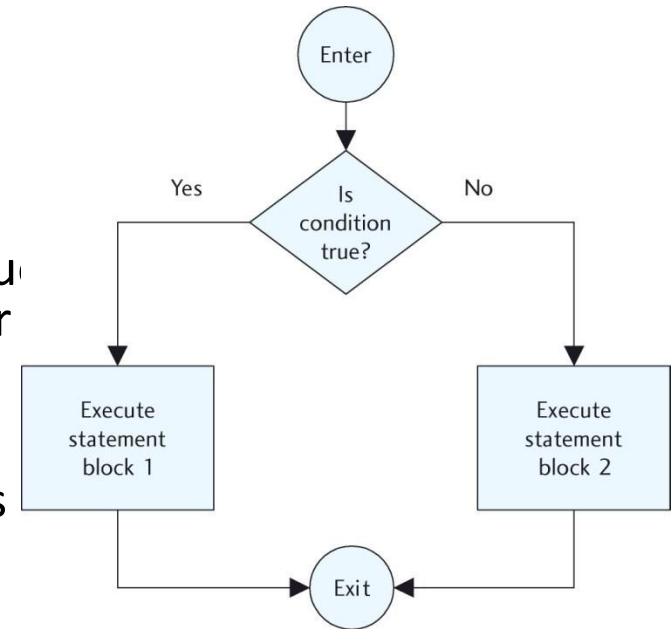 Enter
Yes
No
Is
condition
true?
r
Execute
statement
block 1
Execute
statement
block 2
s
Exit